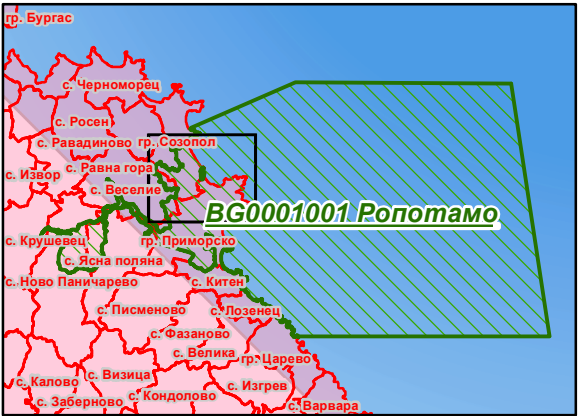 гр. Бургас
с. Черноморец
с. Росен
с. Равадиново
гр. Созопол
с. Равна гора
с. Извор
с. Веселие
BG0001001 Ропотамо
с. Крушевец
гр. Приморско
с. Ясна поляна
с. Ново Паничарево
с. Китен
с. Писменово
с. Лозенец
с. Фазаново
с. Велика
гр. Царево
с. Визица
с. Калово
с. Изгрев
с. Кондолово
с. Заберново
с. Варвара